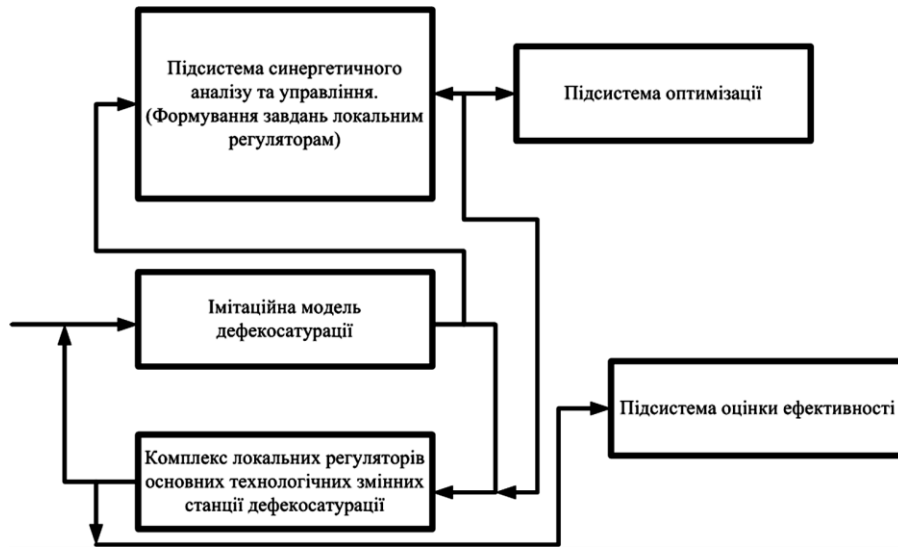 Підсистема синергетичного
аналізу та управління.
(Формування завдань локальним
регуляторам)
Підсистема оптимізації
Імітаційна модель
дефекосатурації
Підсистема оцінки ефективності
Комплекс локальних регуляторів
основних технологічних змінних
станції дефекосатурації